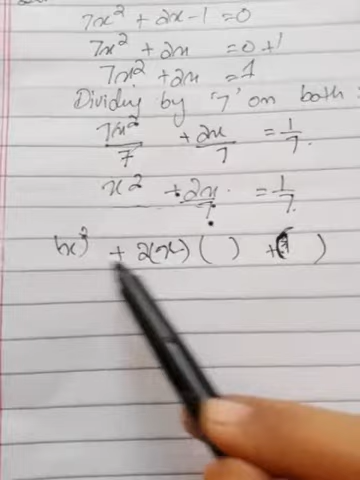 7x² + 2x - 1 = 0
7x² + 2x = 0 + 1
7x² + 2x = 1
Dividing by '7' on both
7x²/7 + 2x/7 = 1/7.
x² + 2x/7 = 1/7.
(x)² + 2(x) ( ) + ( )